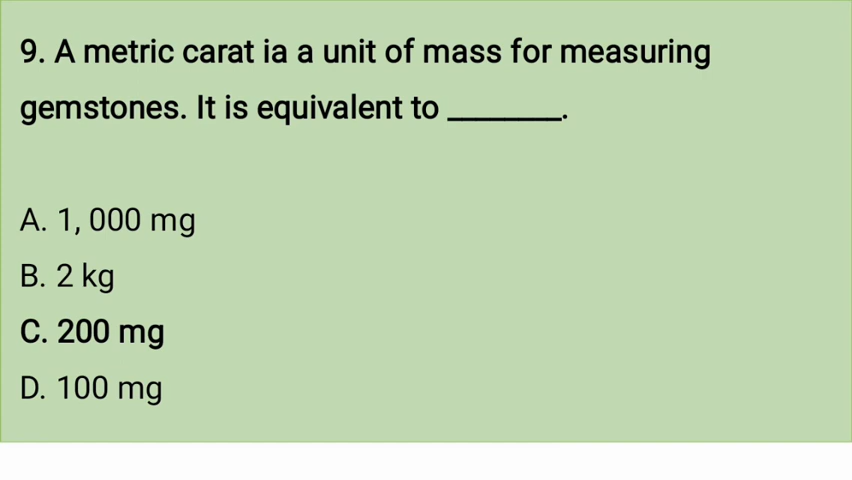 9. A metric carat ia a unit of mass for measuring
gemstones. It is equivalent to ________.
A. 1, 000 mg
B. 2 kg
C. 200 mg
D. 100 mg